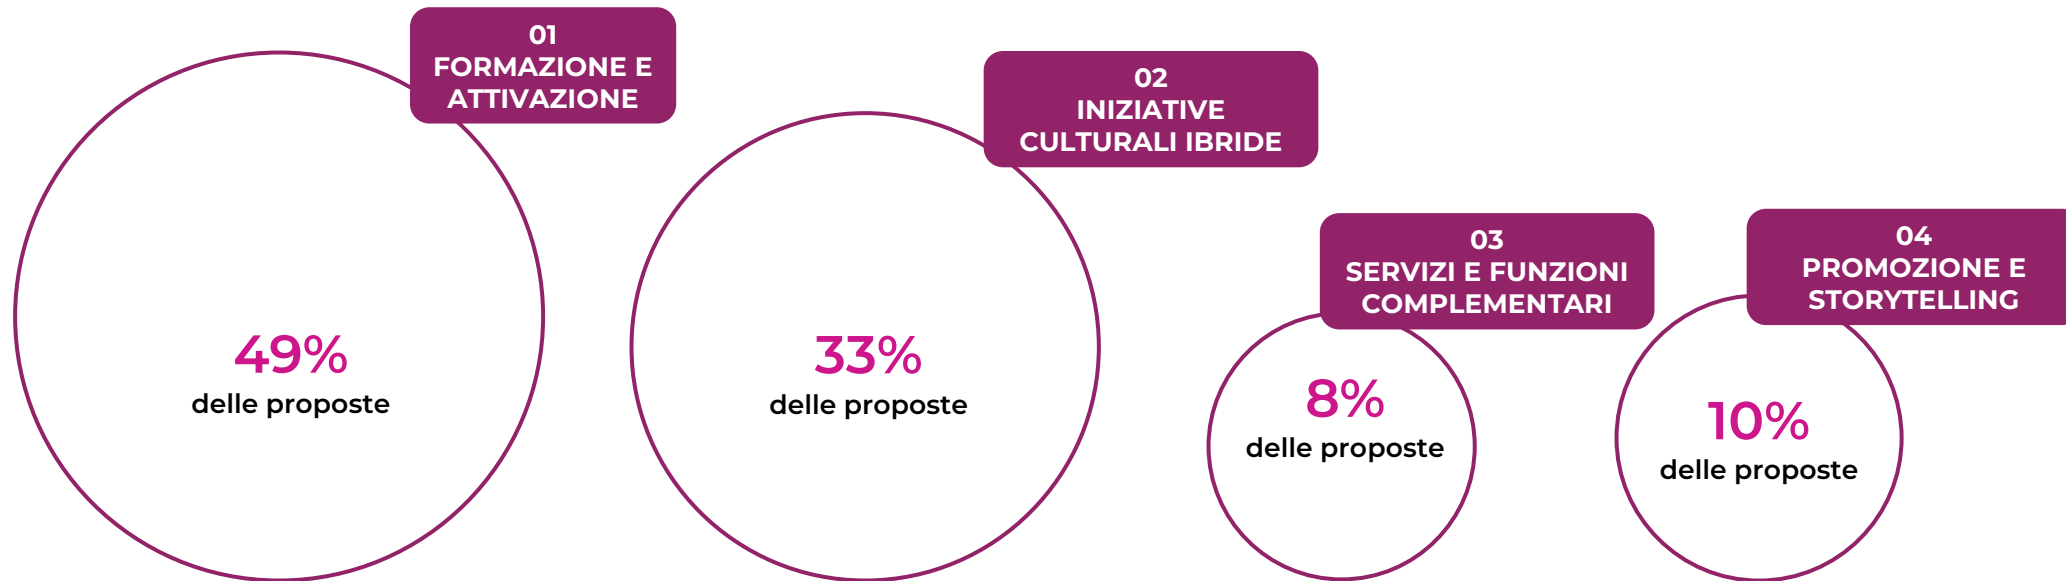 01
FORMAZIONE E
ATTIVAZIONE
49%
delle proposte
02
INIZIATIVE
CULTURALI IBRIDE
33%
delle proposte
03
SERVIZI E FUNZIONI
COMPLEMENTARI
8%
delle proposte
04
PROMOZIONE E
STORYTELLING
10%
delle proposte